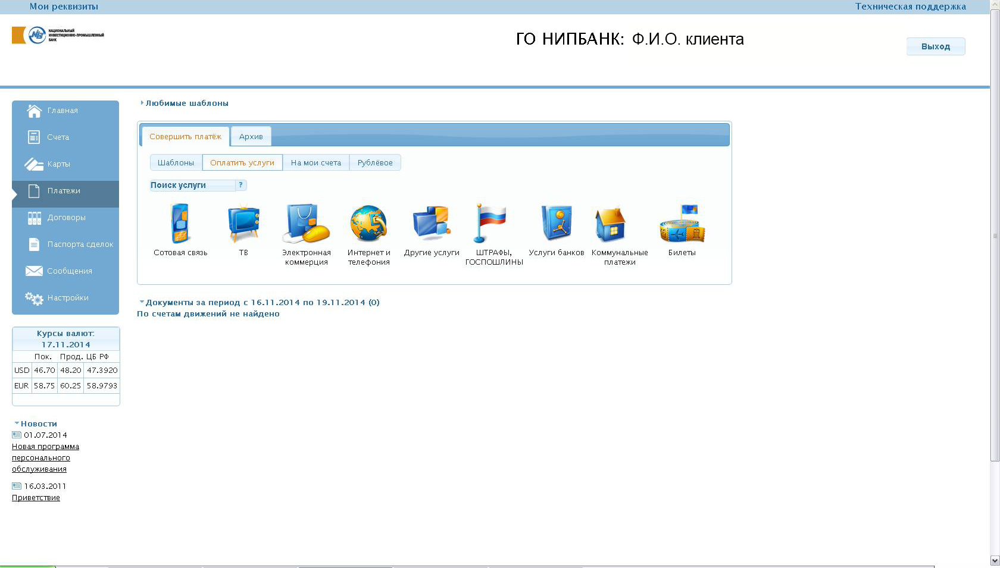 Мои реквизиты
Техническая поддержка
НАЦИОНАЛЬНЫЙ
ИНВЕСТИЦИОННО-ПРОМЫШЛЕННЫЙ
БАНК
ГО НИПБАНК: Ф.И.О. клиента
Выход
Главная
Счета
Карты
Платежи
Договоры
Паспорта сделок
Сообщения
Настройки
Курсы валют:
17.11.2014
Пок. Прод. ЦБ РФ
USD 46.70 48.20 47.3920
EUR 58.75 60.25 58.9793
Новости
01.07.2014
Новая программа
персонального
обслуживания
16.03.2011
Приветствие
Любимые шаблоны
Совершить платёж Архив
Шаблоны Оплатить услуги На мои счета Рублёвое
Поиск услуги ?
Сотовая связь
ТВ
Электронная
коммерция
Интернет и
телефония
Другие услуги
ШТРАФЫ,
ГОСПОШЛИНЫ
Услуги банков
Коммунальные
платежи
Билеты
Документы за период с 16.11.2014 по 19.11.2014 (0)
По счетам движений не найдено